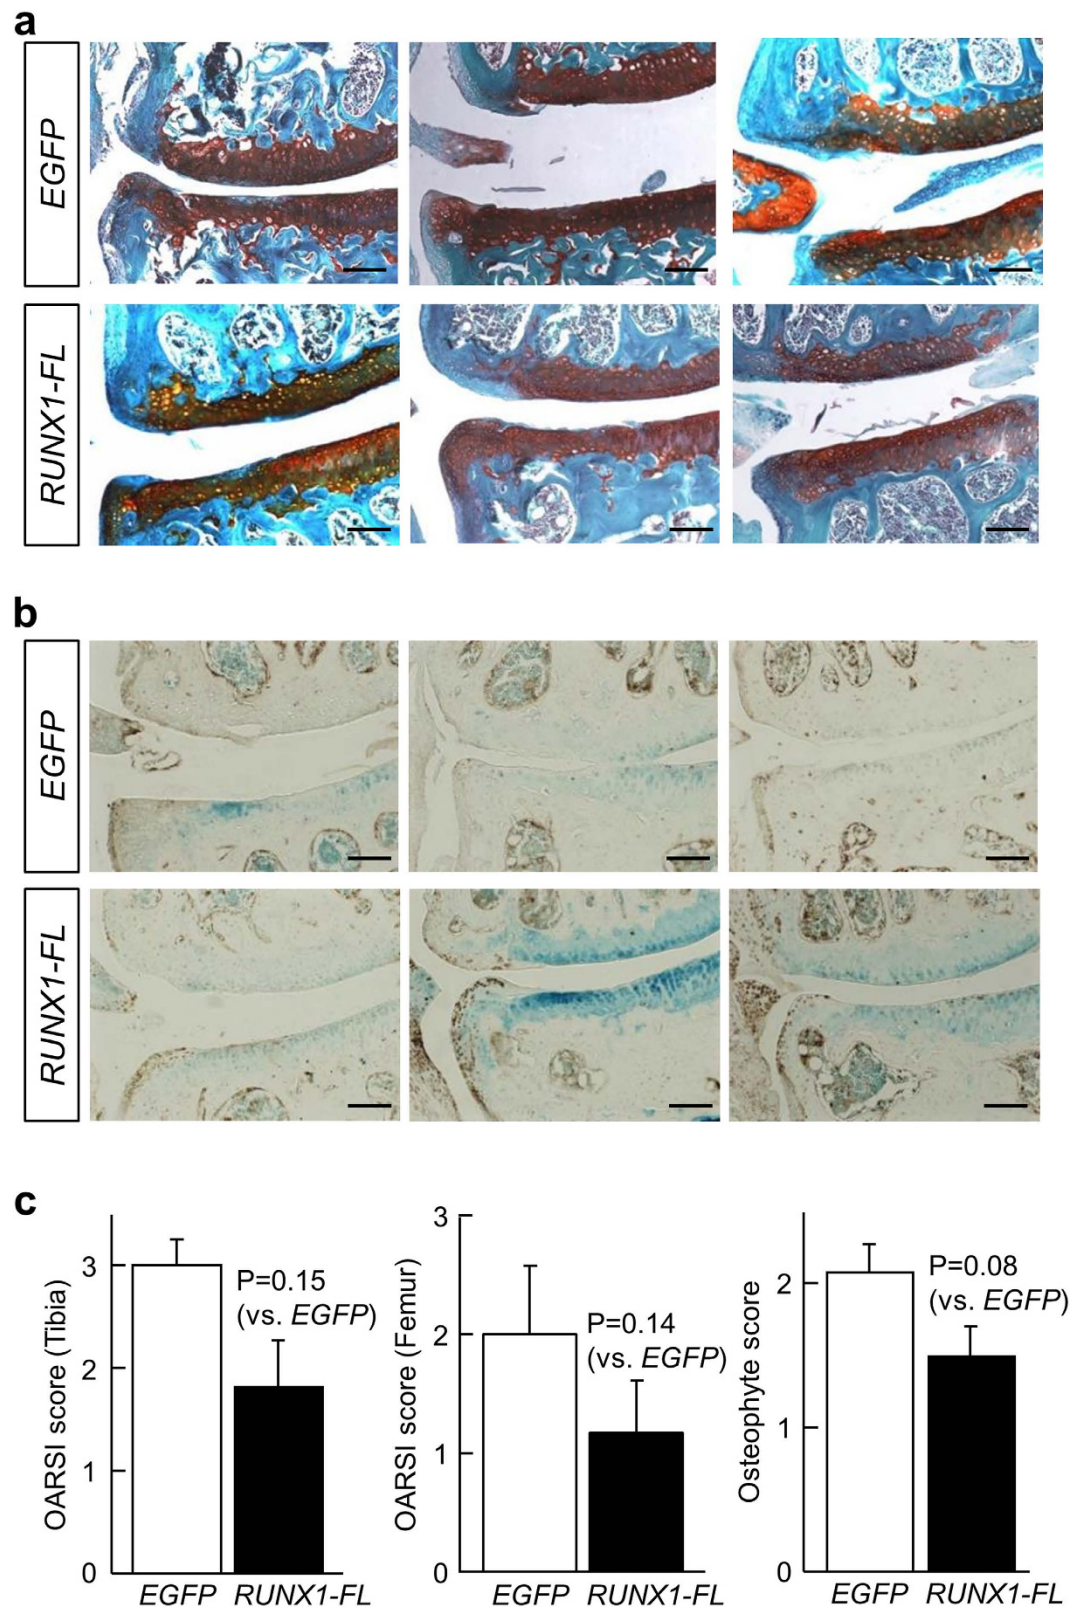 a
EGFP
RUNX1-FL
b
EGFP
RUNX1-FL
c
OARSI score (Tibia)
3
2
1
0
P=0.15
(vs. EGFP)
EGFP
RUNX1-FL
OARSI score (Femur)
3
2
1
0
P=0.14
(vs. EGFP)
EGFP
RUNX1-FL
Osteophyte score
2
1
0
P=0.08
(vs. EGFP)
EGFP
RUNX1-FL